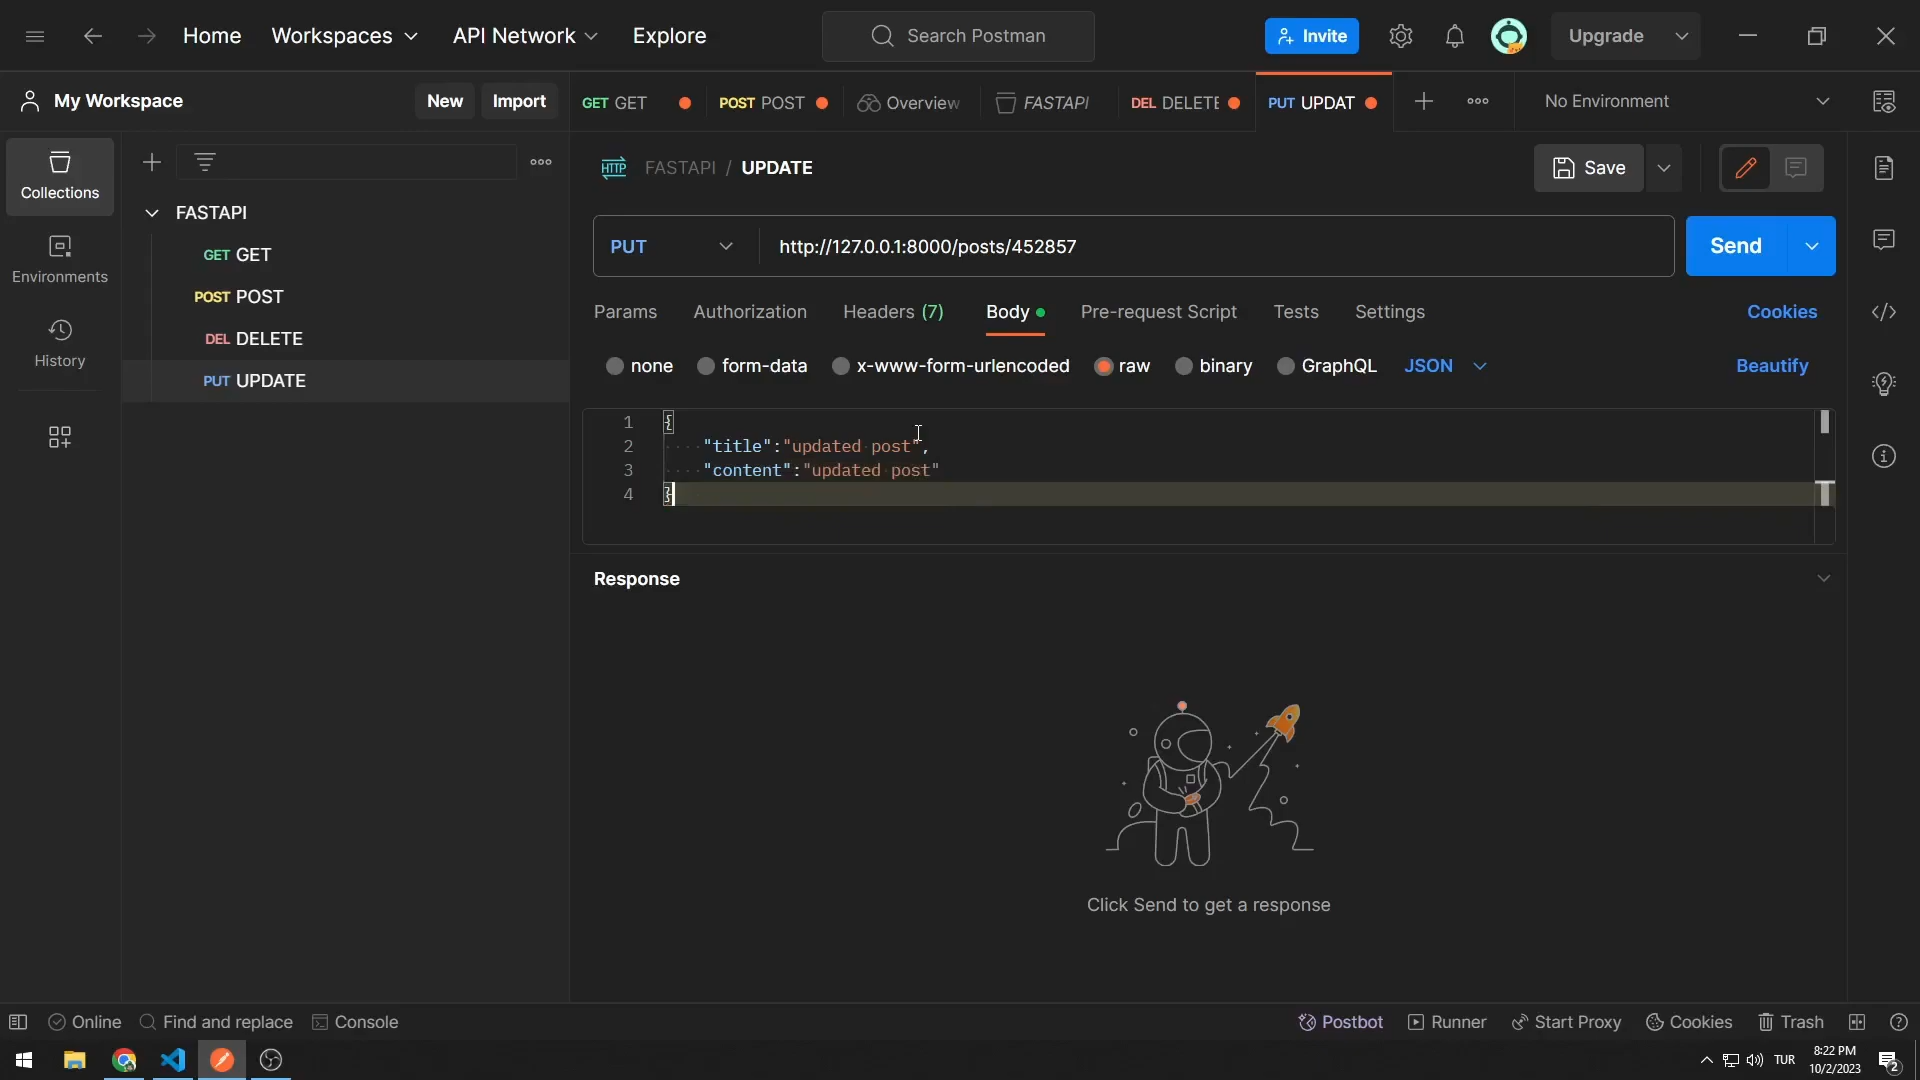 Home Workspaces API Network Explore Search Postman Invite Upgrade
My Workspace New Import GET GET POST POST Overview FASTAPI DEL DELETE PUT UPDAT No Environment
Collections
Environments
History
FASTAPI
GET GET
POST POST
DEL DELETE
PUT UPDATE
HTTP FASTAPI / UPDATE Save
PUT http://127.0.0.1:8000/posts/452857 Send
Params Authorization Headers (7) Body Pre-request Script Tests Settings Cookies
none form-data x-www-form-urlencoded raw binary GraphQL JSON Beautify
1 {
2 ····"title":"updated·post",
3 ····"content":"updated·post"
4 }
Response
Click Send to get a response
Online Find and replace Console Postbot Runner Start Proxy Cookies Trash
TUR 8:22 PM
10/2/2023 2